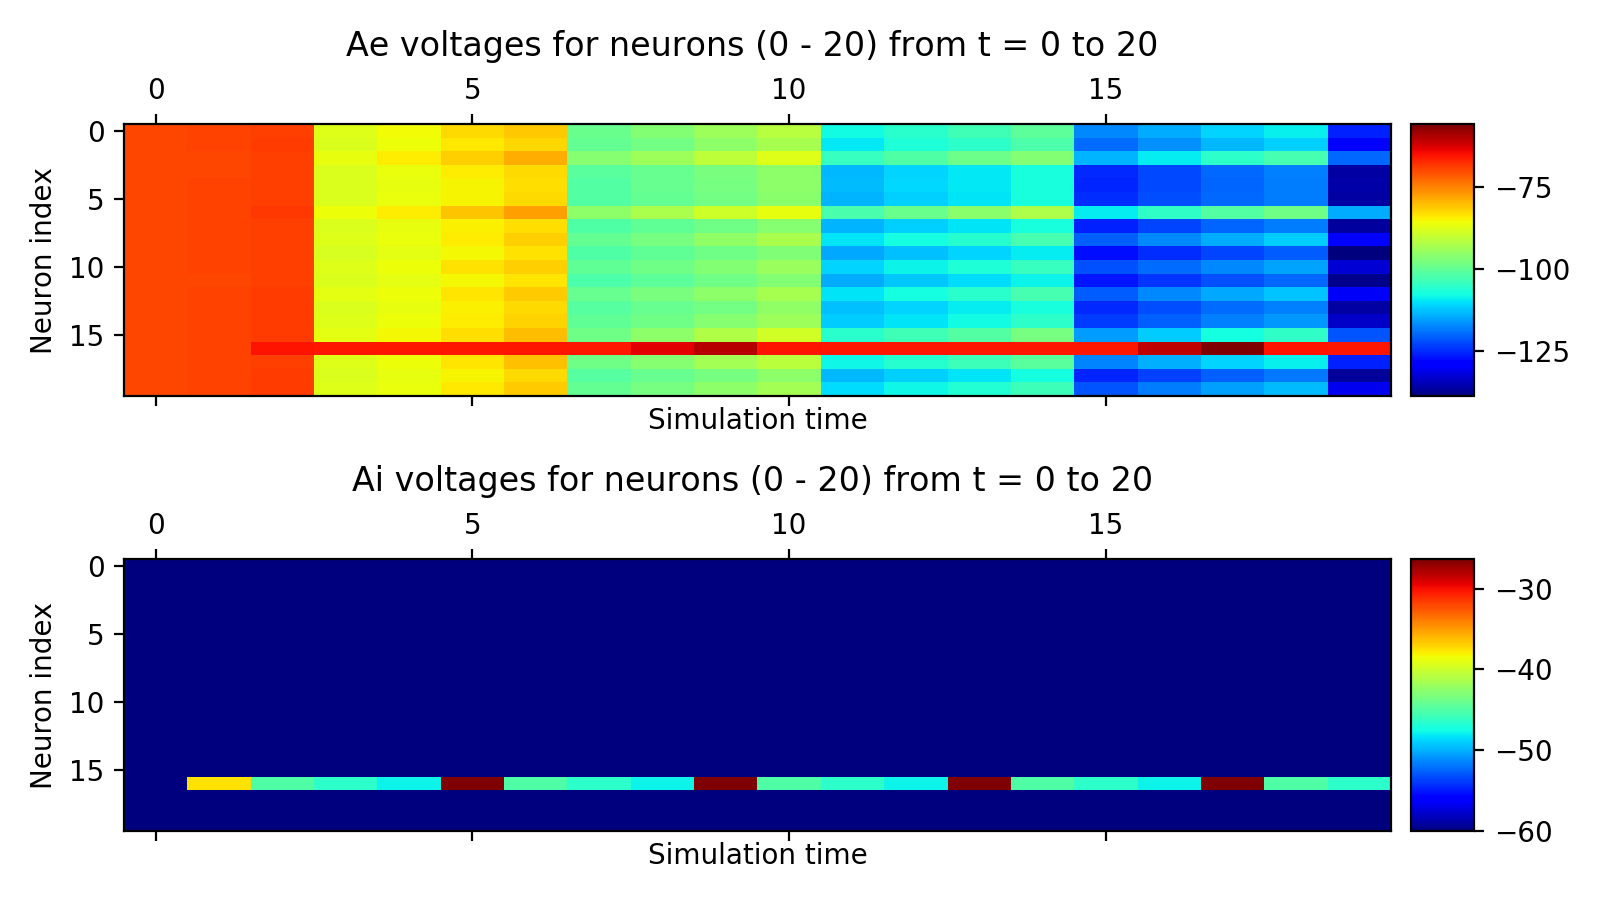 Ae voltages for neurons (0 - 20) from t = 0 to 20
0 5 10 15
Neuron index
0
5
10
15
Simulation time
−75
−100
−125
Ai voltages for neurons (0 - 20) from t = 0 to 20
0 5 10 15
Neuron index
0
5
10
15
Simulation time
−30
−40
−50
−60